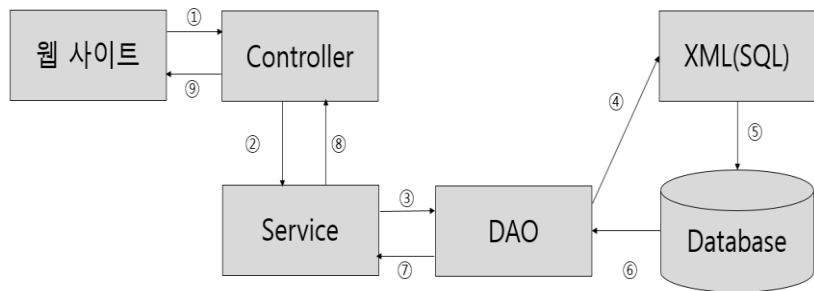 ①
웹 사이트
Controller
XML(SQL)
⑨
④
②
⑧
⑤
③
Service
DAO
Database
⑦
⑥